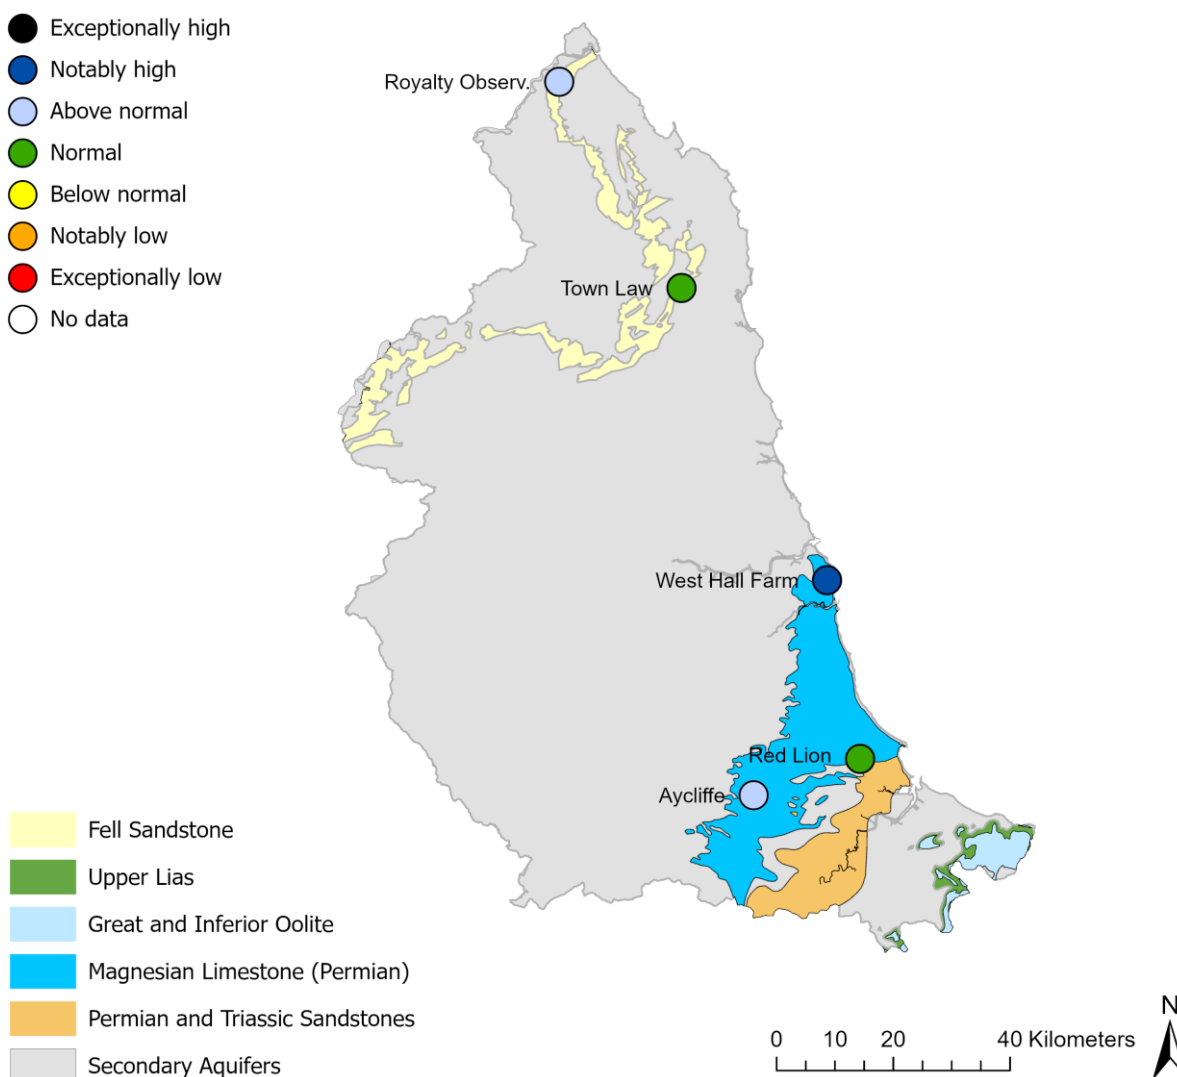 Exceptionally high
Notably high
Above normal
Normal
Below normal
Notably low
Exceptionally low
No data
Royalty Observ.
Town Law
West Hall Farm
Red Lion
Aycliffe
Fell Sandstone
Upper Lias
Great and Inferior Oolite
Magnesian Limestone (Permian)
Permian and Triassic Sandstones
Secondary Aquifers
N
0 10 20 40 Kilometers